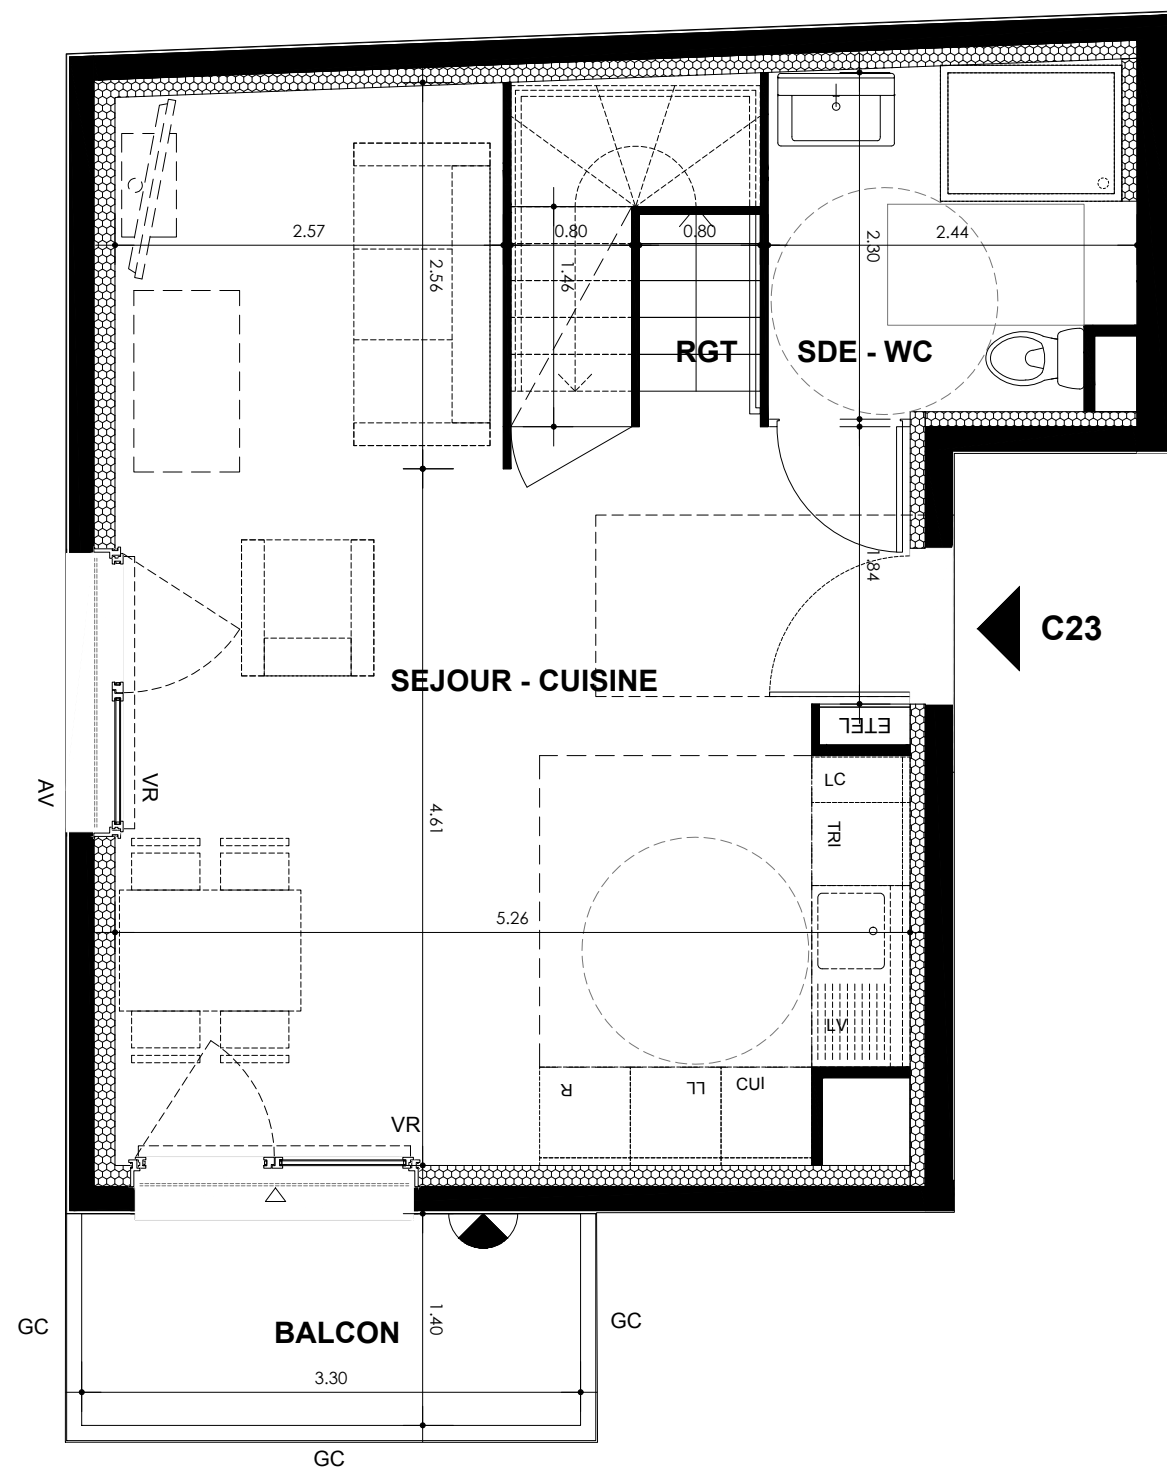 2.57
0.80
0.80
2.44
2.56
1.46
2.30
RGT
SDE - WC
1.84
C23
SEJOUR - CUISINE
ETEL
AV
VR
4.61
LC
TRI
5.26
LV
R
LL
CUI
VR
GC
BALCON
1.40
GC
3.30
GC